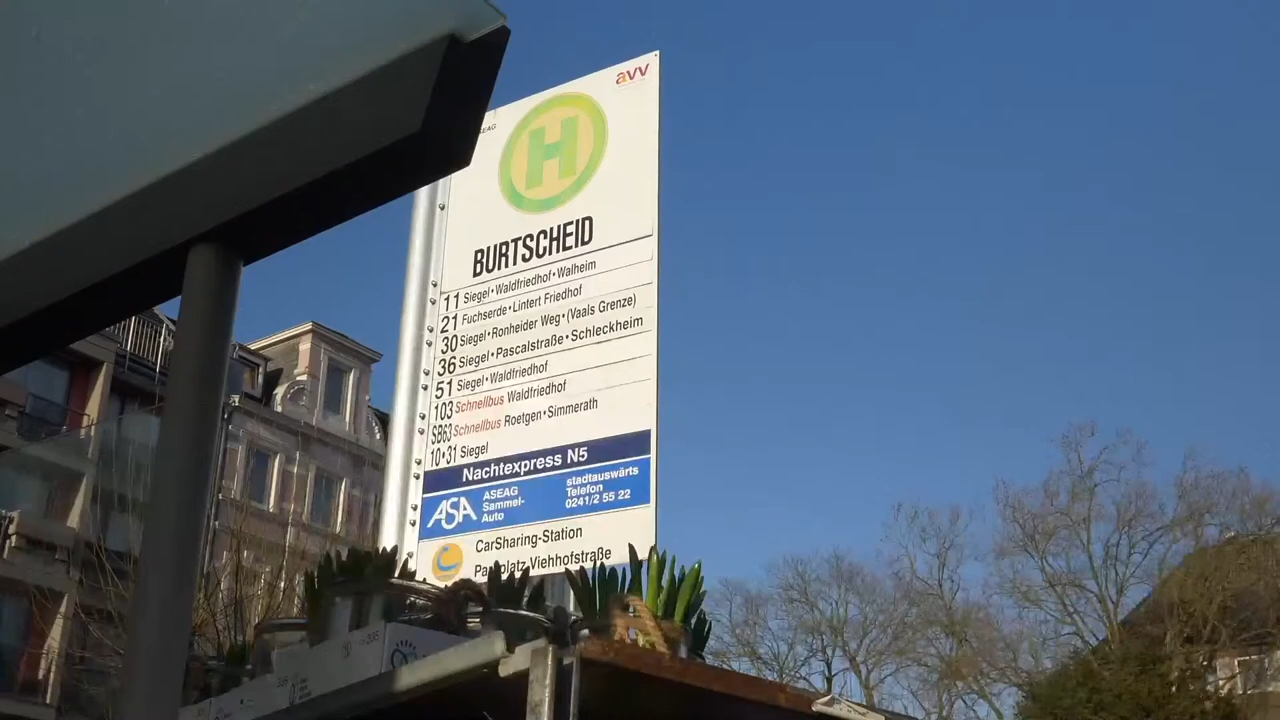 avv
ASEAG
H
BURTSCHEID
11 Siegel·Waldfriedhof·Walheim
21 Fuchserde·Lintert Friedhof
30 Siegel·Ronheider Weg·(Vaals Grenze)
36 Siegel·Pascalstraße·Schleckheim
51 Siegel·Waldfriedhof
103 Schnellbus Waldfriedhof
SB63 Schnellbus Roetgen·Simmerath
10·31 Siegel
Nachtexpress N5
ASA
ASEAG
Sammel-
Auto
stadtauswärts
Telefon
0241/2 55 22
CarSharing-Station
Parkplatz Viehhofstraße